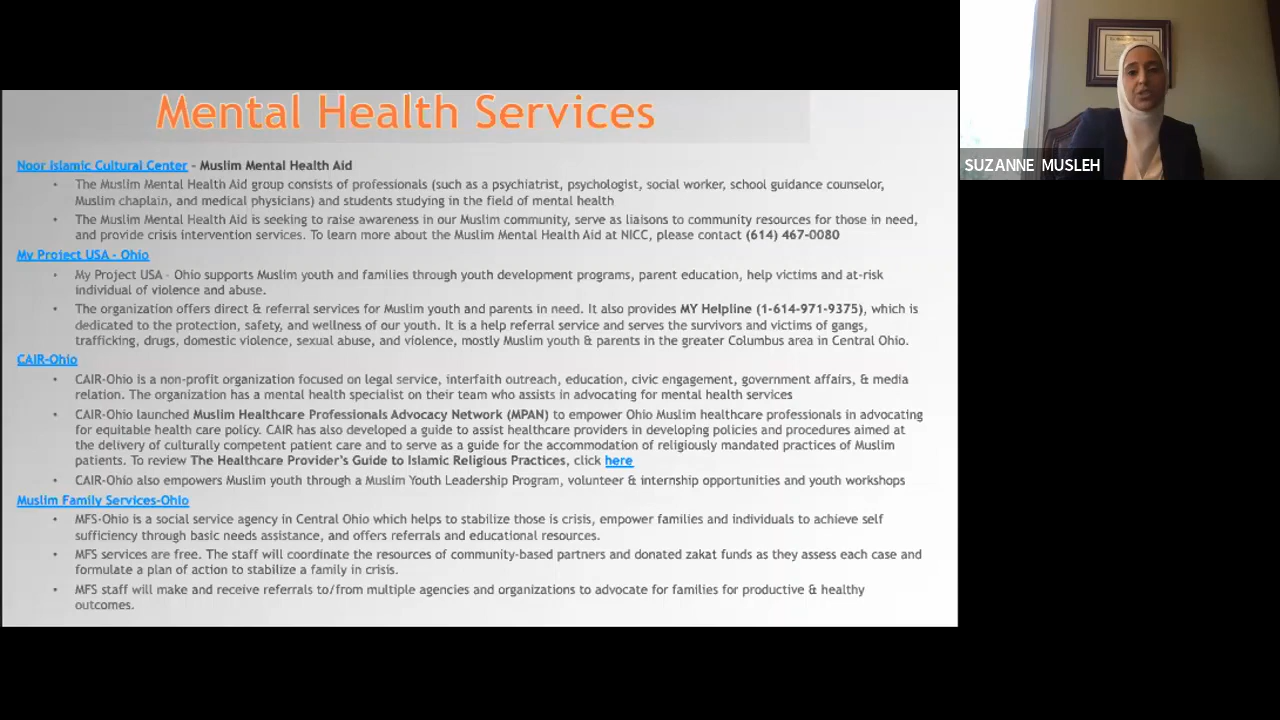 Mental Health Services
Noor Islamic Cultural Center - Muslim Mental Health Aid
• The Muslim Mental Health Aid group consists of professionals (such as a psychiatrist, psychologist, social worker, school guidance counselor,
Muslim chaplain, and medical physicians) and students studying in the field of mental health
• The Muslim Mental Health Aid is seeking to raise awareness in our Muslim community, serve as liaisons to community resources for those in need,
and provide crisis intervention services. To learn more about the Muslim Mental Health Aid at NICC, please contact (614) 467-0080
My Project USA - Ohio
• My Project USA - Ohio supports Muslim youth and families through youth development programs, parent education, help victims and at-risk
individual of violence and abuse.
• The organization offers direct & referral services for Muslim youth and parents in need. It also provides MY Helpline (1-614-971-9375), which is
dedicated to the protection, safety, and wellness of our youth. It is a help referral service and serves the survivors and victims of gangs,
trafficking, drugs, domestic violence, sexual abuse, and violence, mostly Muslim youth & parents in the greater Columbus area in Central Ohio.
CAIR-Ohio
• CAIR-Ohio is a non-profit organization focused on legal service, interfaith outreach, education, civic engagement, government affairs, & media
relation. The organization has a mental health specialist on their team who assists in advocating for mental health services
• CAIR-Ohio launched Muslim Healthcare Professionals Advocacy Network (MPAN) to empower Ohio Muslim healthcare professionals in advocating
for equitable health care policy. CAIR has also developed a guide to assist healthcare providers in developing policies and procedures aimed at
the delivery of culturally competent patient care and to serve as a guide for the accommodation of religiously mandated practices of Muslim
patients. To review The Healthcare Provider's Guide to Islamic Religious Practices, click here
• CAIR-Ohio also empowers Muslim youth through a Muslim Youth Leadership Program, volunteer & internship opportunities and youth workshops
Muslim Family Services-Ohio
• MFS-Ohio is a social service agency in Central Ohio which helps to stabilize those is crisis, empower families and individuals to achieve self
sufficiency through basic needs assistance, and offers referrals and educational resources.
• MFS services are free. The staff will coordinate the resources of community-based partners and donated zakat funds as they assess each case and
formulate a plan of action to stabilize a family in crisis.
• MFS staff will make and receive referrals to/from multiple agencies and organizations to advocate for families for productive & healthy
outcomes.
SUZANNE MUSLEH